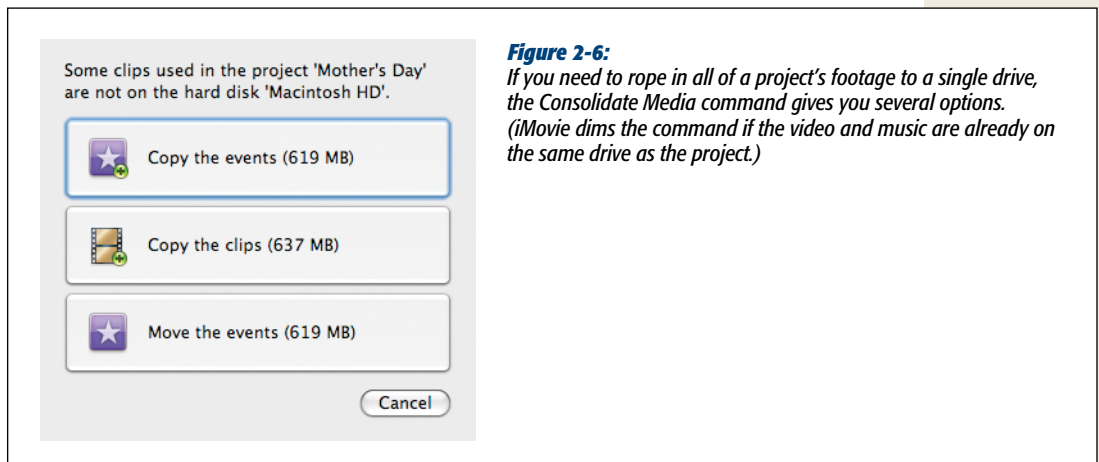 Some clips used in the project 'Mother's Day'
are not on the hard disk 'Macintosh HD'.
Copy the events (619 MB)
Copy the clips (637 MB)
Move the events (619 MB)
Cancel
Figure 2-6:
If you need to rope in all of a project’s footage to a single drive,
the Consolidate Media command gives you several options.
(iMovie dims the command if the video and music are already on
the same drive as the project.)